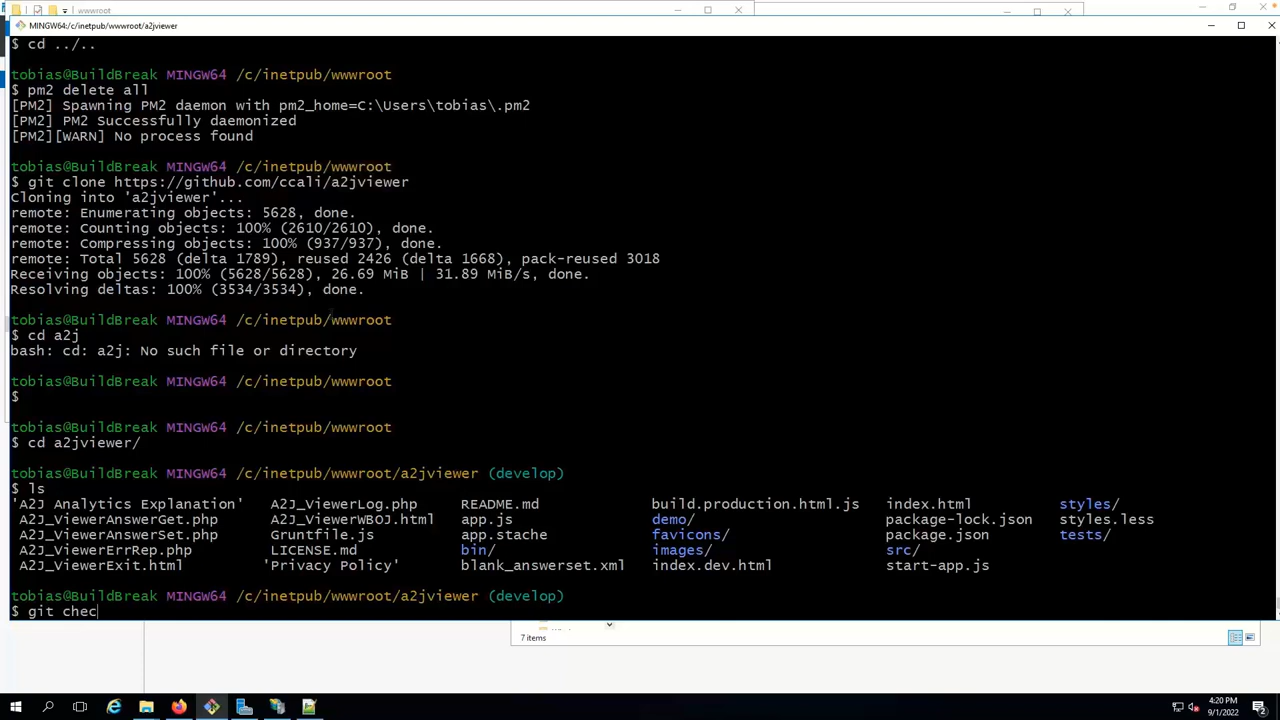 wwwroot
MINGW64:/c/inetpub/wwwroot/a2jviewer
$ cd ../..
tobias@BuildBreak MINGW64 /c/inetpub/wwwroot
$ pm2 delete all
[PM2] Spawning PM2 daemon with pm2_home=C:\Users\tobias\.pm2
[PM2] PM2 Successfully daemonized
[PM2][WARN] No process found
tobias@BuildBreak MINGW64 /c/inetpub/wwwroot
$ git clone https://github.com/ccali/a2jviewer
Cloning into 'a2jviewer'...
remote: Enumerating objects: 5628, done.
remote: Counting objects: 100% (2610/2610), done.
remote: Compressing objects: 100% (937/937), done.
remote: Total 5628 (delta 1789), reused 2426 (delta 1668), pack-reused 3018
Receiving objects: 100% (5628/5628), 26.69 MiB | 31.89 MiB/s, done.
Resolving deltas: 100% (3534/3534), done.
tobias@BuildBreak MINGW64 /c/inetpub/wwwroot
$ cd a2j
bash: cd: a2j: No such file or directory
tobias@BuildBreak MINGW64 /c/inetpub/wwwroot
$
tobias@BuildBreak MINGW64 /c/inetpub/wwwroot
$ cd a2jviewer/
tobias@BuildBreak MINGW64 /c/inetpub/wwwroot/a2jviewer (develop)
$ ls
'A2J Analytics Explanation' A2J_ViewerLog.php README.md build.production.html.js index.html styles/
A2J_ViewerAnswerGet.php A2J_ViewerWBOJ.html app.js demo/ package-lock.json styles.less
A2J_ViewerAnswerSet.php Gruntfile.js app.stache favicons/ package.json tests/
A2J_ViewerErrRep.php LICENSE.md bin/ images/ src/
A2J_ViewerExit.html 'Privacy Policy' blank_answerset.xml index.dev.html start-app.js
tobias@BuildBreak MINGW64 /c/inetpub/wwwroot/a2jviewer (develop)
$ git chec
7 items
4:20 PM
9/1/2022
2